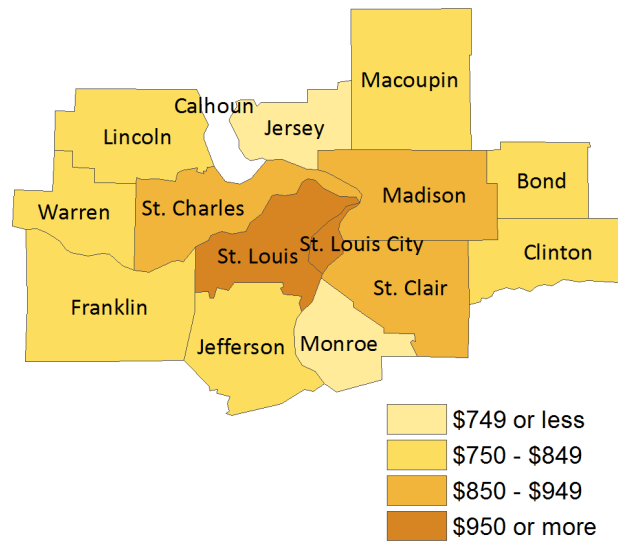 Macoupin
Calhoun
Jersey
Lincoln
Bond
Madison
Warren
St. Charles
St. Louis City
Clinton
St. Louis
St. Clair
Franklin
Jefferson
Monroe
$749 or less
$750 - $849
$850 - $949
$950 or more